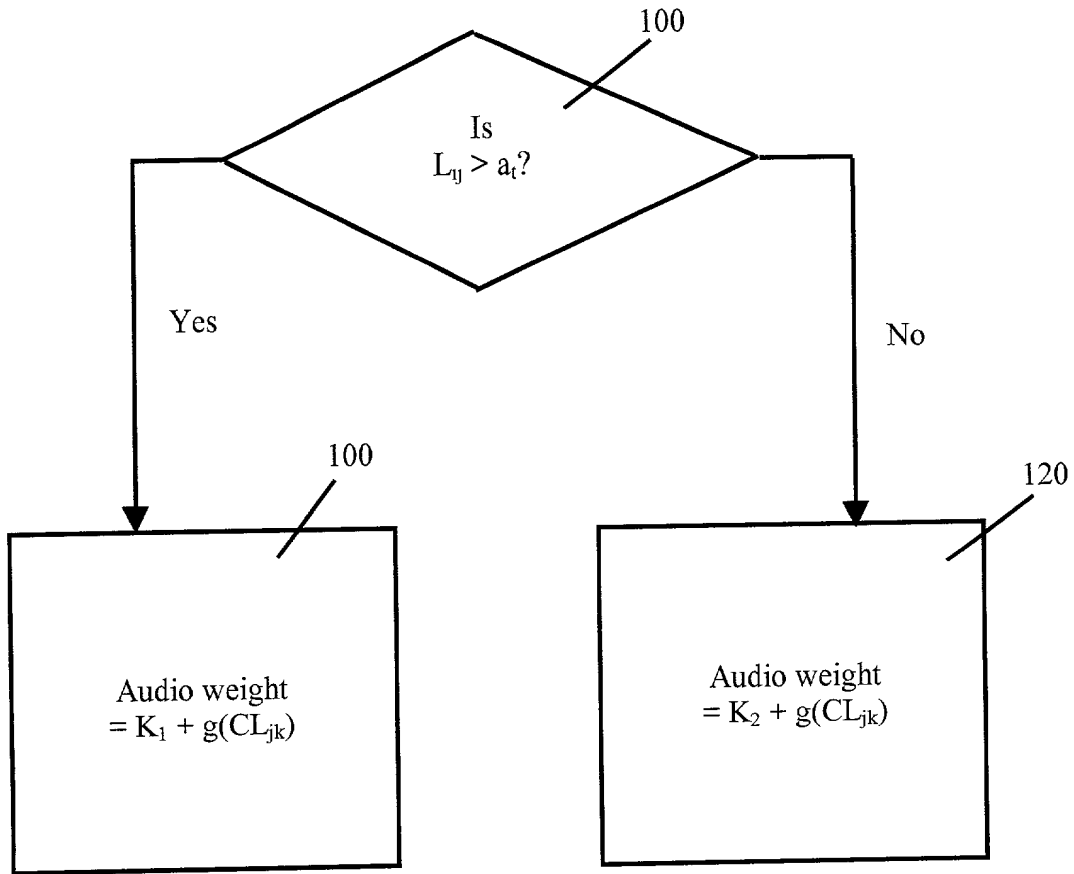 100
Is
L_ij > a_t?
Yes
No
100
120
Audio weight
= K_1 + g(CL_jk)
Audio weight
= K_2 + g(CL_jk)